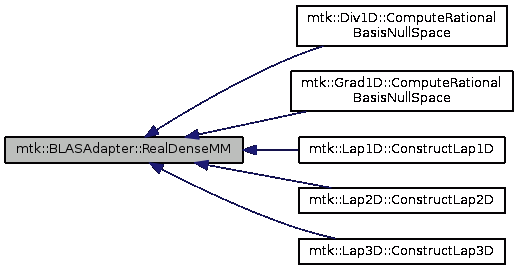 mtk::Div1D::ComputeRational
BasisNullSpace
mtk::Grad1D::ComputeRational
BasisNullSpace
mtk::BLASAdapter::RealDenseMM
mtk::Lap1D::ConstructLap1D
mtk::Lap2D::ConstructLap2D
mtk::Lap3D::ConstructLap3D